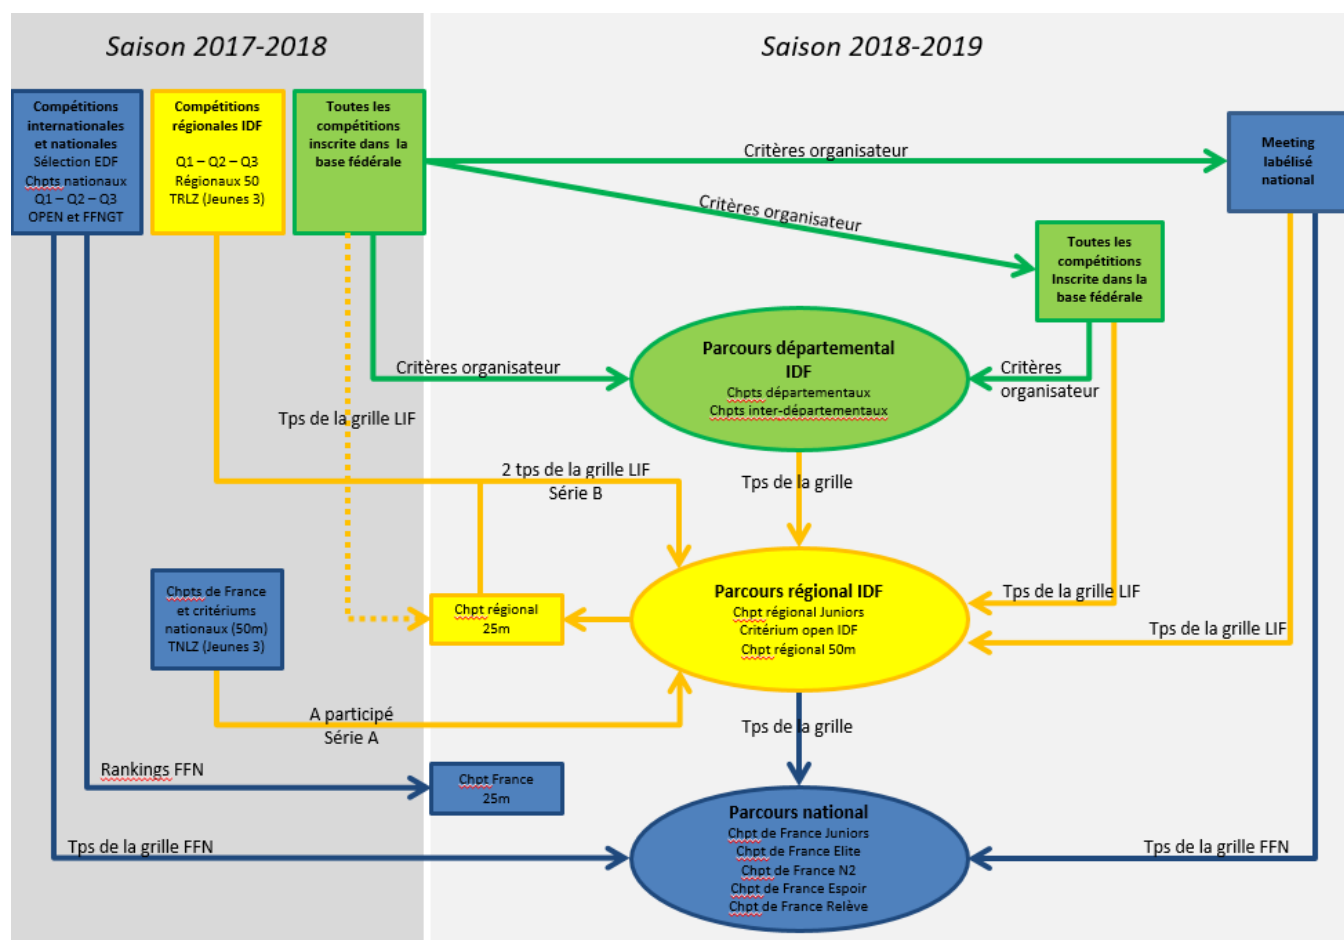 Saison 2017-2018
Saison 2018-2019
Compétitions
internationales
et nationales
Sélection EDF
Chpts nationaux
Q1 – Q2 – Q3
OPEN et FFNGT
Compétitions
régionales IDF
Q1 – Q2 – Q3
Régionaux 50
TRLZ (Jeunes 3)
Toutes les
compétitions
inscrite dans la
base fédérale
Critères organisateur
Meeting
labélisé
national
Critères organisateur
Toutes les
compétitions
Inscrite dans la
base fédérale
Critères organisateur
Parcours départemental
IDF
Chpts départementaux
Chpts inter-départementaux
Critères
organisateur
Tps de la grille LIF
2 tps de la grille LIF
Série B
Tps de la grille
Chpts de France
et critériums
nationaux (50m)
TNLZ (Jeunes 3)
Chpt régional
25m
Parcours régional IDF
Chpt régional Juniors
Critérium open IDF
Chpt régional 50m
Tps de la grille LIF
Tps de la grille LIF
A participé
Série A
Tps de la grille
Rankings FFN
Chpt France
25m
Tps de la grille FFN
Parcours national
Chpt de France Juniors
Chpt de France Elite
Chpt de France N2
Chpt de France Espoir
Chpt de France Relève
Tps de la grille FFN